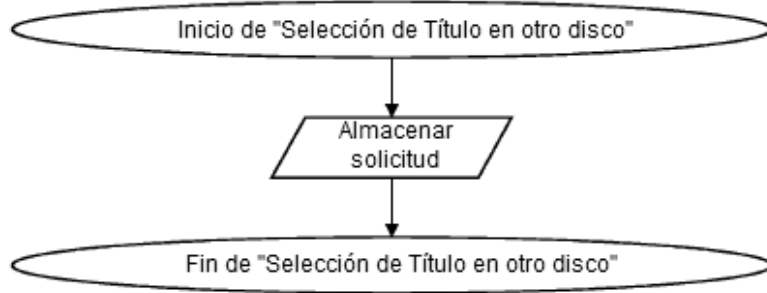 Inicio de "Selección de Título en otro disco"
Almacenar
solicitud
Fin de "Selección de Título en otro disco"